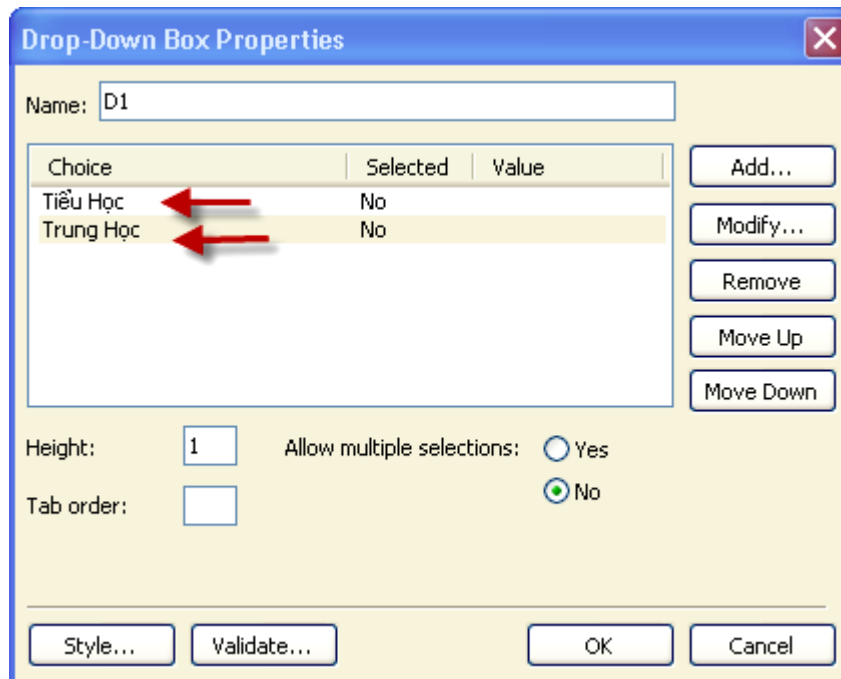 Drop-Down Box Properties
Name: D1
Choice Selected Value Add...
Tiểu Học No
Trung Học No Modify...
Remove
Move Up
Move Down
Height: 1 Allow multiple selections: Yes
No
Tab order:
Style... Validate... OK Cancel